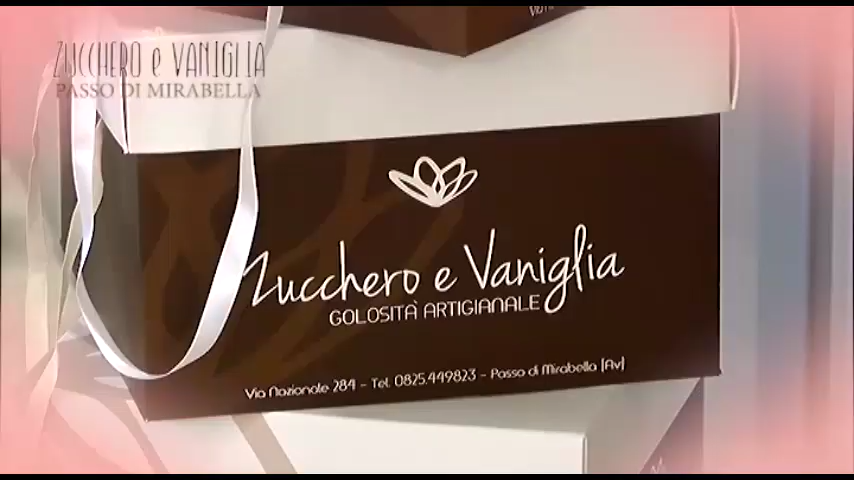 ZUCCHERO e VANIGLIA
PASSO DI MIRABELLA
Zucchero e Vaniglia
GOLOSITÀ ARTIGIANALE
Via Nazionale 284 - Tel. 0825.449823 - Passo di Mirabella (Av)